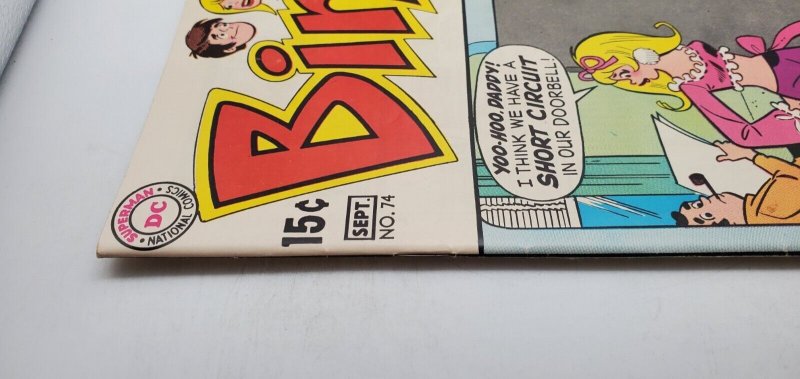 Bin
SUPERMAN • NATIONAL COMICS •
DC
15¢
SEPT.
NO. 74
YOO-HOO, DADDY!
I THINK WE HAVE A
SHORT CIRCUIT
IN OUR DOORBELL!